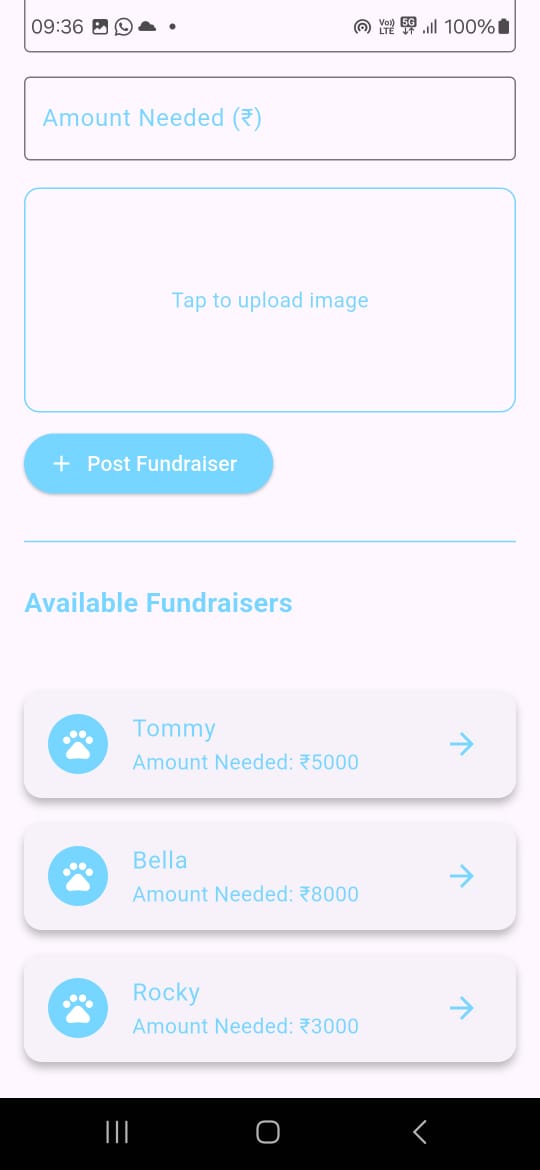 09:36
Vo)) LTE 5G 100%
Amount Needed (₹)
Tap to upload image
+ Post Fundraiser
Available Fundraisers
Tommy
Amount Needed: ₹5000
Bella
Amount Needed: ₹8000
Rocky
Amount Needed: ₹3000